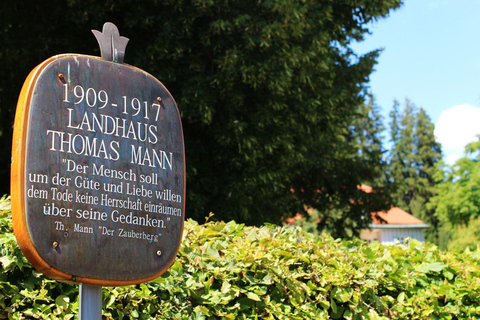 1909-1917
LANDHAUS
THOMAS MANN
"Der Mensch soll
um der Güte und Liebe willen
dem Tode keine Herrschaft einräumen
über seine Gedanken."
Th. Mann "Der Zauberberg"